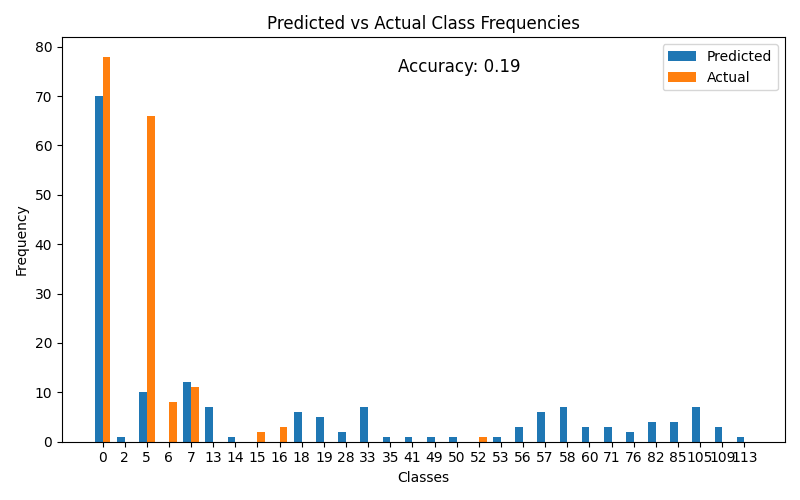 Predicted vs Actual Class Frequencies
Accuracy: 0.19
Predicted
Actual
Frequency
80
70
60
50
40
30
20
10
0
0 2 5 6 7 13 14 15 16 18 19 28 33 35 41 49 50 52 53 56 57 58 60 71 76 82 85 105 109 113
Classes